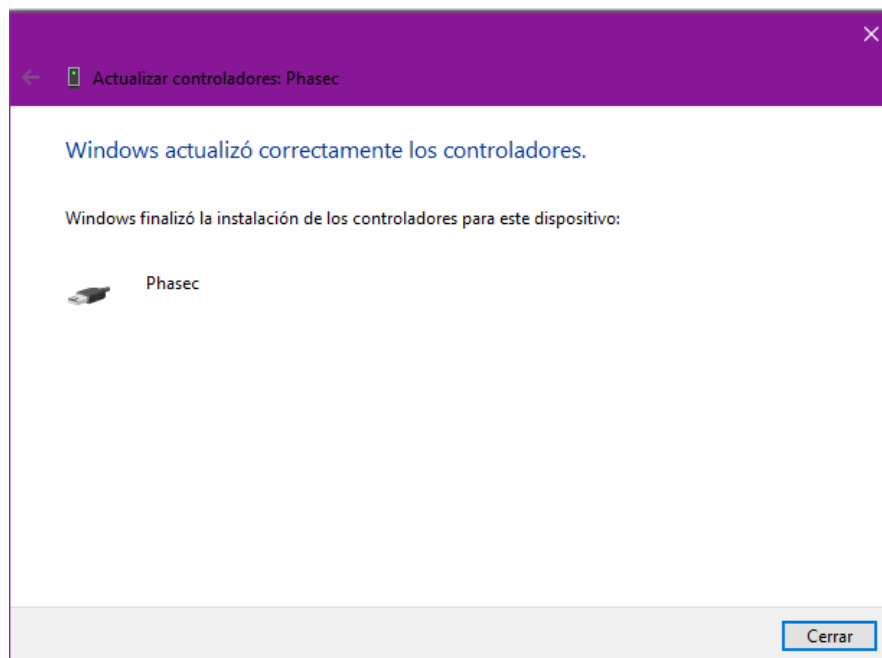 Actualizar controladores: Phasec
Windows actualizó correctamente los controladores.
Windows finalizó la instalación de los controladores para este dispositivo:
Phasec
Cerrar